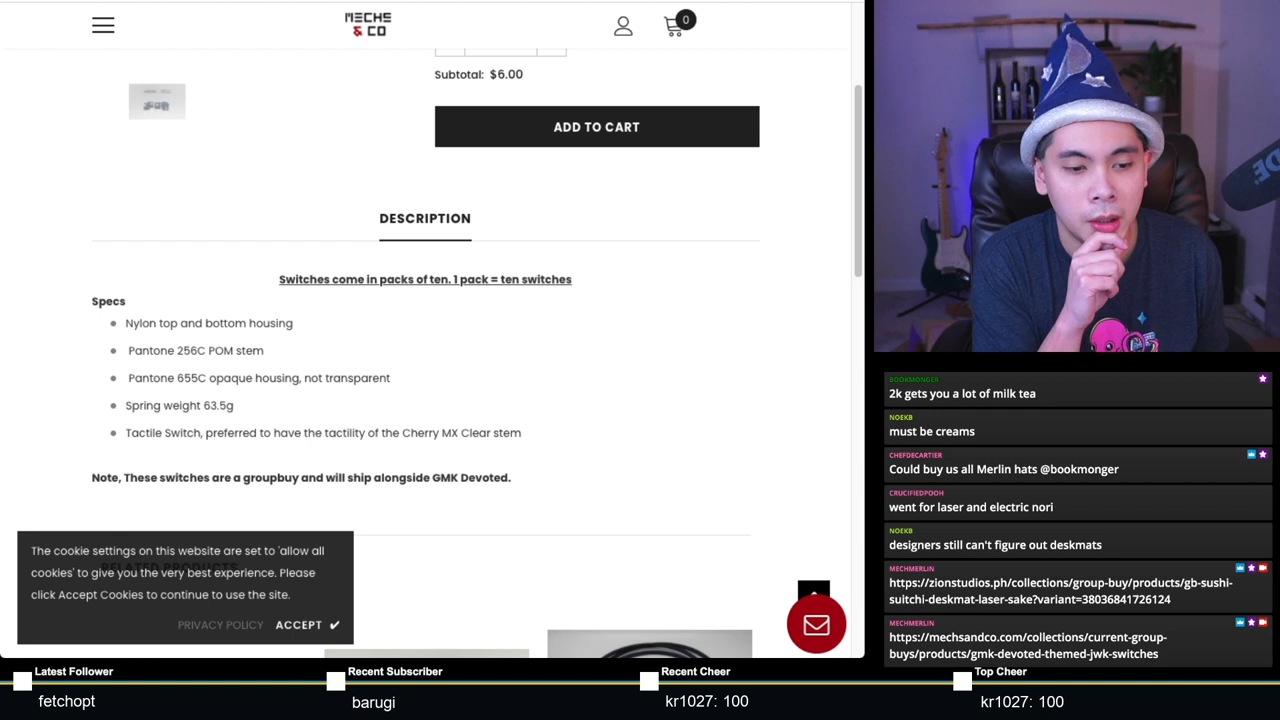 MECHS
& CO
0
Subtotal: $6.00
ADD TO CART
DESCRIPTION
Switches come in packs of ten. 1 pack = ten switches
Specs
Nylon top and bottom housing
Pantone 256C POM stem
Pantone 655C opaque housing, not transparent
Spring weight 63.5g
Tactile Switch, preferred to have the tactility of the Cherry MX Clear stem
Note, These switches are a groupbuy and will ship alongside GMK Devoted.
The cookie settings on this website are set to 'allow all
cookies' to give you the very best experience. Please
click Accept Cookies to continue to use the site.
PRIVACY POLICY ACCEPT ✔
BOOKMONGER
2k gets you a lot of milk tea
NOEKB
must be creams
CHEFDECARTIER
Could buy us all Merlin hats @bookmonger
CRUCIFIEDPOOH
went for laser and electric nori
NOEKB
designers still can't figure out deskmats
MECHMERLIN
https://zionstudios.ph/collections/group-buy/products/gb-sushi-
suitchi-deskmat-laser-sake?variant=38036841726124
MECHMERLIN
https://mechsandco.com/collections/current-group-
buys/products/gmk-devoted-themed-jwk-switches
Latest Follower
fetchopt
Recent Subscriber
barugi
Recent Cheer
kr1027: 100
Top Cheer
kr1027: 100